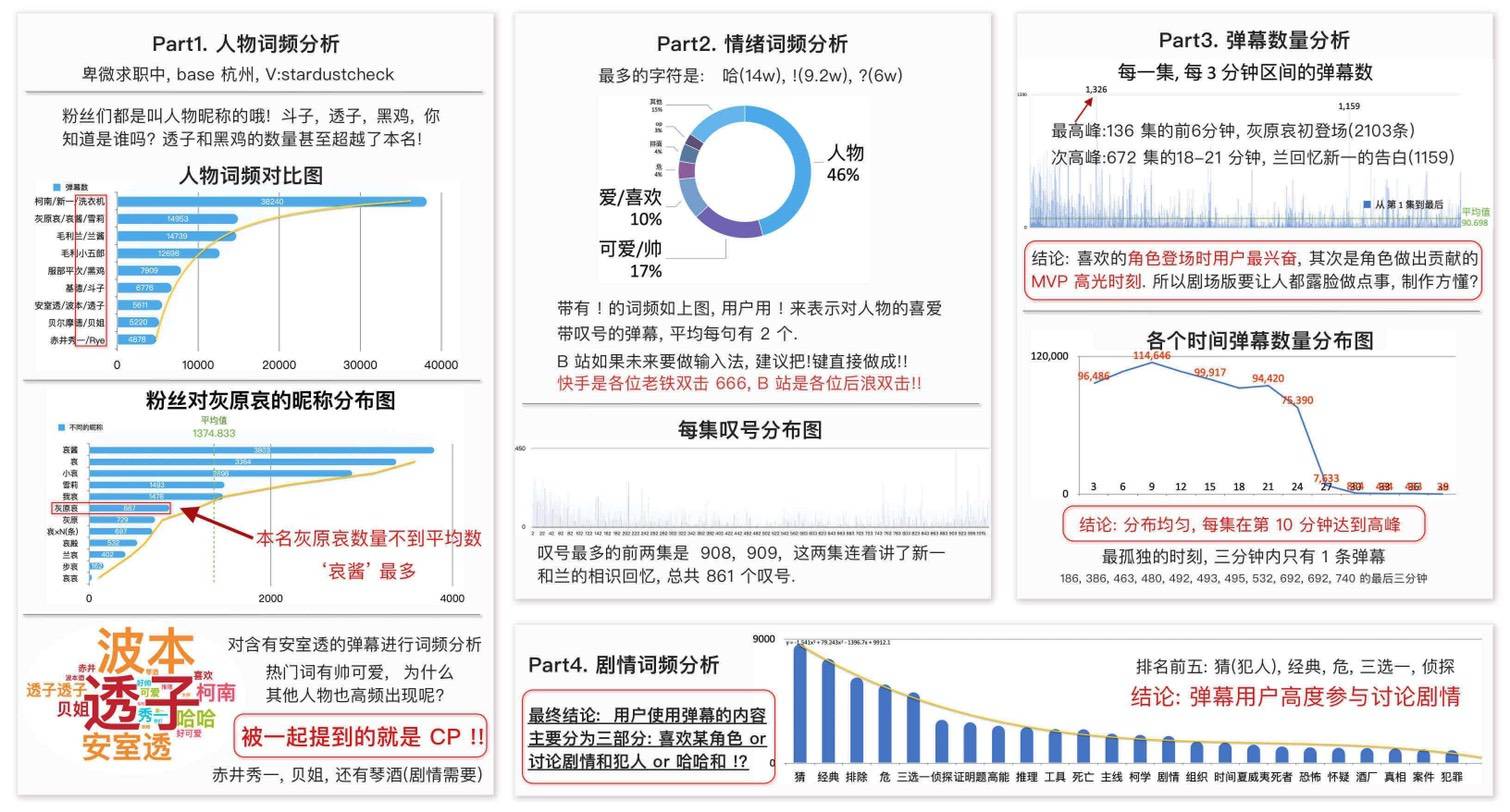 Part1. 人物词频分析
卑微求职中, base 杭州, V:stardustcheck
粉丝们都是叫人物昵称的哦！斗子，透子，黑鸡，你
知道是谁吗？透子和黑鸡的数量甚至超越了本名!
人物词频对比图
弹幕数
柯南/新一/洗衣机 38240
灰原哀/哀酱/雪莉 14953
毛利兰/兰酱 14739
毛利小五郎 12698
服部平次/黑鸡 7909
基德/斗子 6776
安室透/波本/透子 5611
贝尔摩德/贝姐 5220
赤井秀一/Rye 4878
0 10000 20000 30000 40000
粉丝对灰原哀的昵称分布图
平均值
1374.833
不同的昵称
哀酱 3803
哀 3384
小哀 2898
雪莉 1493
我哀 1476
灰原哀 887
灰原 729
哀xN(条) 697
哀殿 532
兰哀 402
步哀 162
哀哀
0 2000 4000
本名灰原哀数量不到平均数
‘哀酱’ 最多
对含有安室透的弹幕进行词频分析
热门词有帅可爱，为什么
其他人物也高频出现呢?
被一起提到的就是 CP !!
赤井秀一, 贝姐, 还有琴酒(剧情需要)
波本
赤井
喜欢
透子透子
透子
可爱
柯南
贝姐
秀一
哈哈
好可爱
安室透
Part2. 情绪词频分析
最多的字符是: 哈(14w), !(9.2w), ?(6w)
其他
15%
op
3%
排面
4%
危
4%
人物
46%
爱/喜欢
10%
可爱/帅
17%
带有！的词频如上图, 用户用！来表示对人物的喜爱
带叹号的弹幕, 平均每句有 2 个.
B 站如果未来要做输入法, 建议把!键直接做成!!
快手是各位老铁双击 666, B 站是各位后浪双击!!
每集叹号分布图
450
0
叹号最多的前两集是 908, 909, 这两集连着讲了新一
和兰的相识回忆, 总共 861 个叹号.
Part3. 弹幕数量分析
每一集, 每 3 分钟区间的弹幕数
1,326
1,159
最高峰:136 集的前6分钟, 灰原哀初登场(2103条)
次高峰:672 集的18–21 分钟, 兰回忆新一的告白(1159)
从 第 1 集到最后
平均值
90.698
0
结论: 喜欢的角色登场时用户最兴奋, 其次是角色做出贡献的
MVP 高光时刻. 所以剧场版要让人都露脸做点事, 制作方懂?
各个时间弹幕数量分布图
120,000
96,486 114,646 99,917 94,420 75,390 7,533
0 3 6 9 12 15 18 21 24 27 30 33 36 39
结论: 分布均匀, 每集在第 10 分钟达到高峰
最孤独的时刻, 三分钟内只有 1 条弹幕
186, 386, 463, 480, 492, 493, 495, 532, 692, 692, 740 的最后三分钟
Part4. 剧情词频分析
最终结论: 用户使用弹幕的内容
主要分为三部分: 喜欢某角色 or
讨论剧情和犯人 or 哈哈和 !?
9000
y = -1.541x³ + 79.243x² - 1396.7x + 9912.1
0
排名前五: 猜(犯人), 经典, 危, 三选一, 侦探
结论: 弹幕用户高度参与讨论剧情
猜 经典 排除 危 三选一 侦探 证明题 高能 推理 工具 死亡 主线 柯学 剧情 组织 时间 夏威夷 死者 恐怖 怀疑 酒厂 真相 案件 犯罪